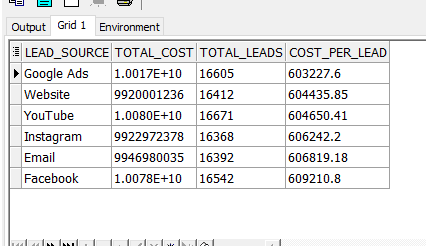 Output Grid 1 Environment
LEAD_SOURCE TOTAL_COST TOTAL_LEADS COST_PER_LEAD
Google Ads 1.0017E+10 16605 603227.6
Website 9920001236 16412 604435.85
YouTube 1.0080E+10 16671 604650.41
Instagram 9922972378 16368 606242.2
Email 9946980035 16392 606819.18
Facebook 1.0078E+10 16542 609210.8